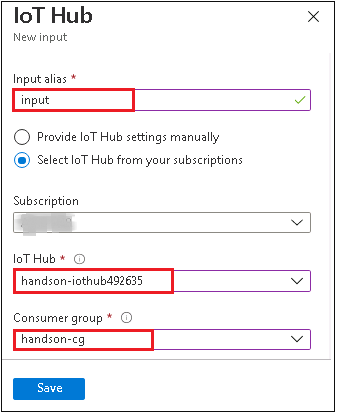 IoT Hub
New input
Input alias *
input
Provide IoT Hub settings manually
Select IoT Hub from your subscriptions
Subscription
IoT Hub *
handson-iothub492635
Consumer group *
handson-cg
Save